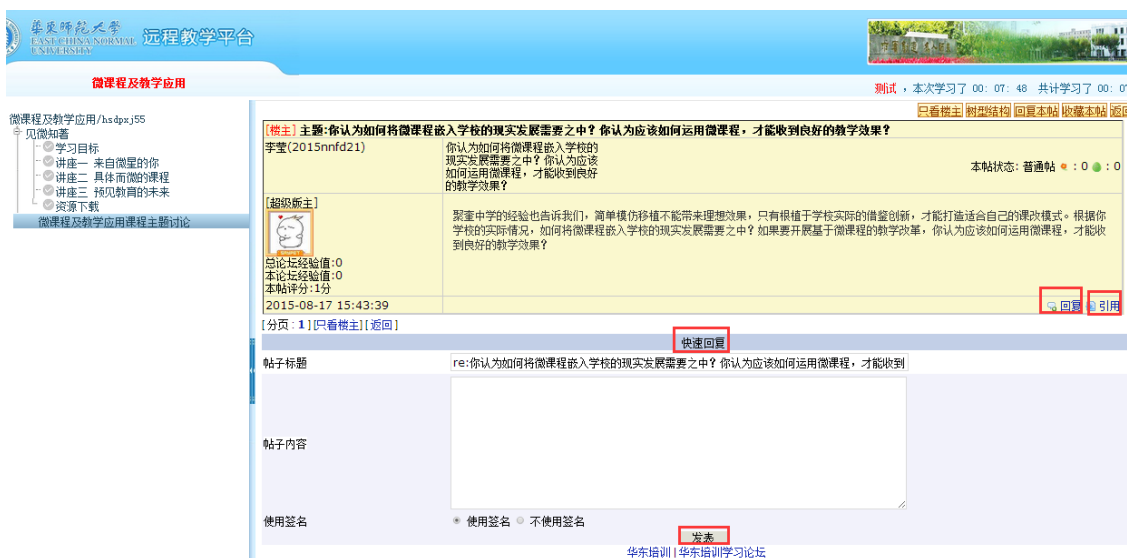 華東師範大學
EAST CHINA NORMAL
UNIVERSITY
远程教学平台
微课程及教学应用
测试 ，本次学习了 00: 07: 48 共计学习了 00: 0
微课程及教学应用/hsdpxj55
见微知著
学习目标
讲座一 来自微星的你
讲座二 具体而微的课程
讲座三 预见教育的未来
资源下载
微课程及教学应用课程主题讨论
只看楼主 树型结构 回复本帖 收藏本帖 返回
[楼主] 主题:你认为如何将微课程嵌入学校的现实发展需要之中？你认为应该如何运用微课程，才能收到良好的教学效果？
李莹(2015nnfd21)
你认为如何将微课程嵌入学校的
现实发展需要之中？你认为应该
如何运用微课程，才能收到良好
的教学效果？
本帖状态: 普通帖 : 0 : 0
[超级版主]
总论坛经验值:0
本论坛经验值:0
本帖评分:1分
聚奎中学的经验也告诉我们，简单模仿移植不能带来理想效果，只有根植于学校实际的借鉴创新，才能打造适合自己的课改模式。根据你
学校的实际情况，如何将微课程嵌入学校的现实发展需要之中？如果要开展基于微课程的教学改革，你认为应该如何运用微课程，才能收
到良好的教学效果？
2015-08-17 15:43:39
回复 引用
[分页 : 1 ][只看楼主][返回 ]
快速回复
帖子标题
re:你认为如何将微课程嵌入学校的现实发展需要之中？你认为应该如何运用微课程，才能收到
帖子内容
使用签名
使用签名 不使用签名
发表
华东培训 | 华东培训学习论坛